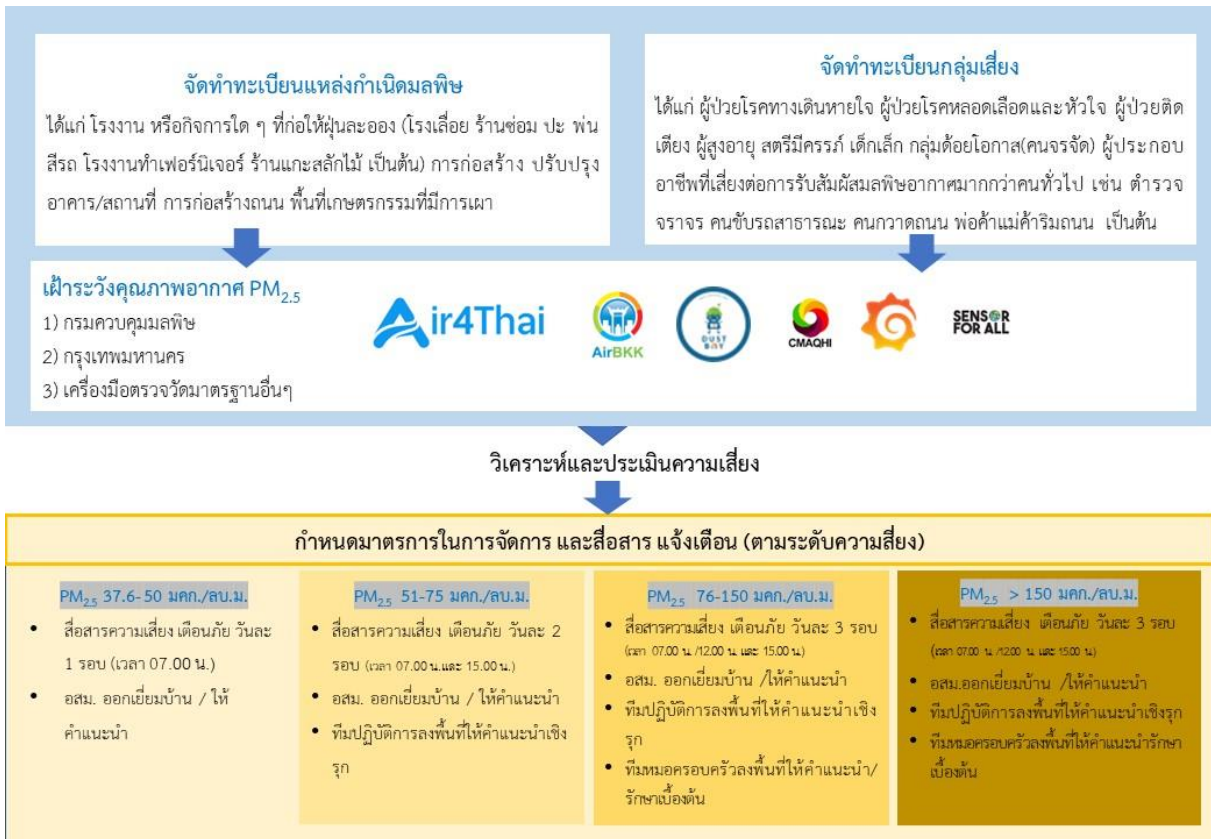 จัดทำทะเบียนแหล่งกำเนิดมลพิษ
ได้แก่ โรงงาน หรือกิจการใด ๆ ที่ก่อให้ฝุ่นละออง (โรงเลื่อย ร้านซ่อม ปะ พ่น
สีรถ โรงงานทำเฟอร์นิเจอร์ ร้านแกะสลักไม้ เป็นต้น) การก่อสร้าง ปรับปรุง
อาคาร/สถานที่ การก่อสร้างถนน พื้นที่เกษตรกรรมที่มีการเผา
จัดทำทะเบียนกลุ่มเสี่ยง
ได้แก่ ผู้ป่วยโรคทางเดินหายใจ ผู้ป่วยโรคหลอดเลือดและหัวใจ ผู้ป่วยติด
เตียง ผู้สูงอายุ สตรีมีครรภ์ เด็กเล็ก กลุ่มด้อยโอกาส(คนจรจัด) ผู้ประกอบ
อาชีพที่เสี่ยงต่อการรับสัมผัสมลพิษอากาศมากกว่าคนทั่วไป เช่น ตำรวจ
จราจร คนขับรถสาธารณะ คนกวาดถนน พ่อค้าแม่ค้าริมถนน เป็นต้น
เฝ้าระวังคุณภาพอากาศ PM2.5
1) กรมควบคุมมลพิษ
2) กรุงเทพมหานคร
3) เครื่องมือตรวจวัดมาตรฐานอื่นๆ
Air4Thai
AirBKK
DUST BOY
CMAQHI
SENSOR
FOR ALL
วิเคราะห์และประเมินความเสี่ยง
กำหนดมาตรการในการจัดการ และสื่อสาร แจ้งเตือน (ตามระดับความสี่ยง)
PM2.5 37.6-50 มคก./ลบ.ม.
• สื่อสารความเสี่ยง เตือนภัย วันละ
1 รอบ (เวลา 07.00 น.)
• อสม. ออกเยี่ยมบ้าน / ให้
คำแนะนำ
PM2.5 51-75 มคก./ลบ.ม.
• สื่อสารความเสี่ยง เตือนภัย วันละ 2
รอบ (เวลา 07.00 น.และ 15.00 น.)
• อสม. ออกเยี่ยมบ้าน / ให้คำแนะนำ
• ทีมปฏิบัติการลงพื้นที่ให้คำแนะนำเชิง
รุก
PM2.5 76-150 มคก./ลบ.ม.
• สื่อสารความเสี่ยง เตือนภัย วันละ 3 รอบ
(เวลา 07.00 น./12.00 น. และ 15.00 น.)
• อสม. ออกเยี่ยมบ้าน /ให้คำแนะนำ
• ทีมปฏิบัติการลงพื้นที่ให้คำแนะนำเชิง
รุก
• ทีมหมอครอบครัวลงพื้นที่ให้คำแนะนำ/
รักษาเบื้องต้น
PM2.5 > 150 มคก./ลบ.ม.
• สื่อสารความเสี่ยง เตือนภัย วันละ 3 รอบ
(เวลา 07.00 น./12.00 น. และ 15.00 น.)
• อสม.ออกเยี่ยมบ้าน /ให้คำแนะนำ
• ทีมปฏิบัติการลงพื้นที่ให้คำแนะนำเชิงรุก
• ทีมหมอครอบครัวลงพื้นที่ให้คำแนะนำรักษา
เบื้องต้น